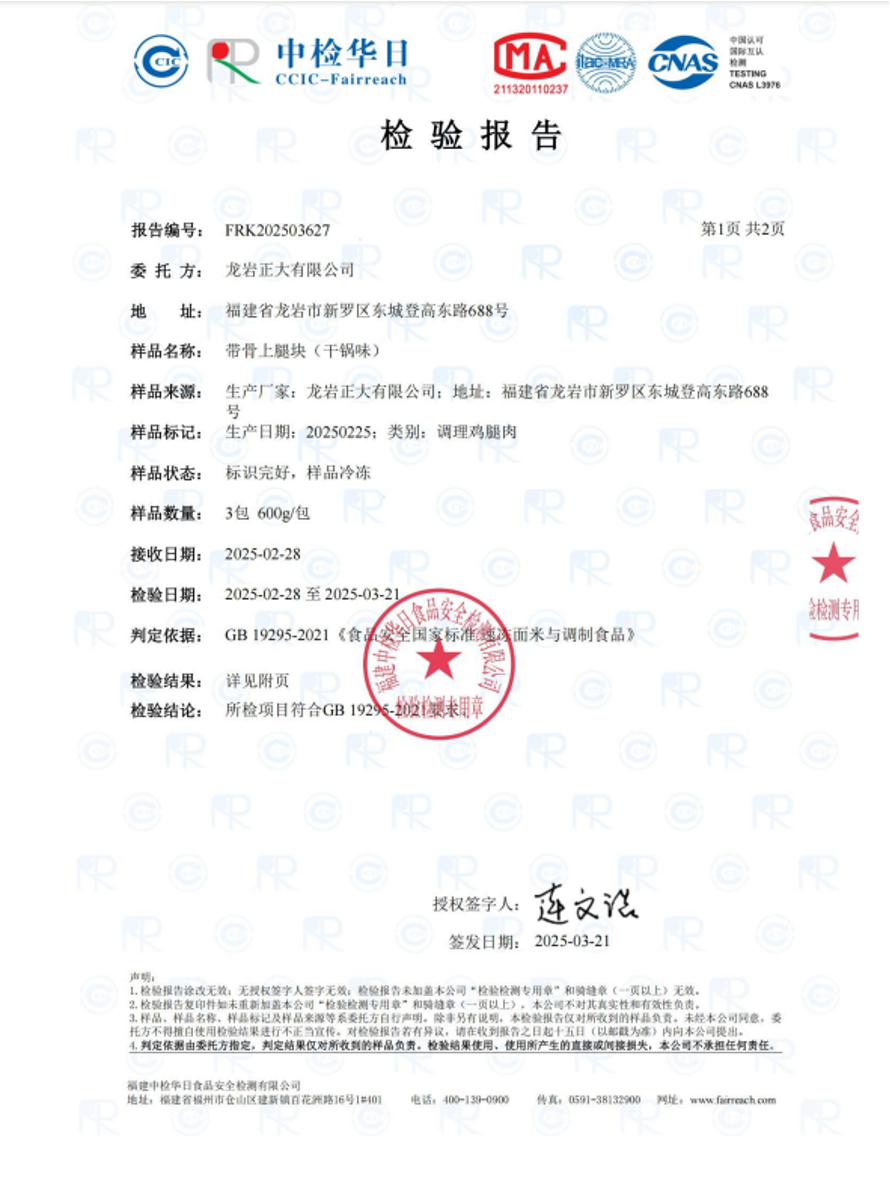 CCIC
中检华日
CCIC-Fairreach
MA
211320110237
ilac-MRA
CNAS
中国认可
国际互认
检测
TESTING
CNAS L3976
检 验 报 告
报告编号： FRK202503627 第1页 共2页
委 托 方： 龙岩正大有限公司
地 址： 福建省龙岩市新罗区东城登高东路688号
样品名称： 带骨上腿块（干锅味）
样品来源： 生产厂家：龙岩正大有限公司；地址：福建省龙岩市新罗区东城登高东路688
号
样品标记： 生产日期：20250225；类别：调理鸡腿肉
样品状态： 标识完好，样品冷冻
样品数量： 3包 600g/包
接收日期： 2025-02-28
检验日期： 2025-02-28 至 2025-03-21
判定依据： GB 19295-2021《食品安全国家标准 速冻面米与调制食品》
检验结果： 详见附页
检验结论： 所检项目符合GB 19295-2021要求。
福建中检华日食品安全检测有限公司
检验检测专用章
食品安全
检检测专用
授权签字人： 连文浩
签发日期： 2025-03-21
声明：
1.检验报告涂改无效；无授权签字人签字无效；检验报告未加盖本公司“检验检测专用章”和骑缝章（一页以上）无效。
2.检验报告复印件如未重新加盖本公司“检验检测专用章”和骑缝章（一页以上），本公司不对其真实性和有效性负责。
3.样品、样品名称、样品标记及样品来源等系委托方自行声明。除非另有说明，本检验报告仅对所收到的样品负责。未经本公司同意，委
托方不得擅自使用检验结果进行不正当宣传。对检验报告若有异议，请在收到报告之日起十五日（以邮戳为准）内向本公司提出。
4.判定依据由委托方指定，判定结果仅对所收到的样品负责。检验结果使用、使用所产生的直接或间接损失，本公司不承担任何责任。
福建中检华日食品安全检测有限公司
地址：福建省福州市仓山区建新镇百花洲路16号1#401 电话：400-139-0900 传真：0591-38132900 网址：www.fairreach.com